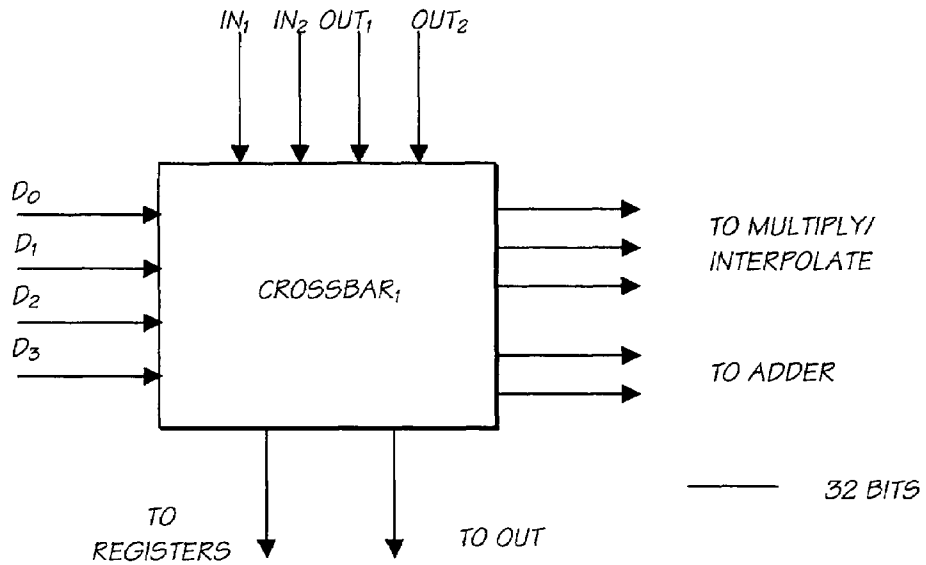 IN₁ IN₂ OUT₁ OUT₂
D₀
D₁
D₂
D₃
CROSSBAR₁
TO MULTIPLY/
INTERPOLATE
TO ADDER
32 BITS
TO
REGISTERS
TO OUT